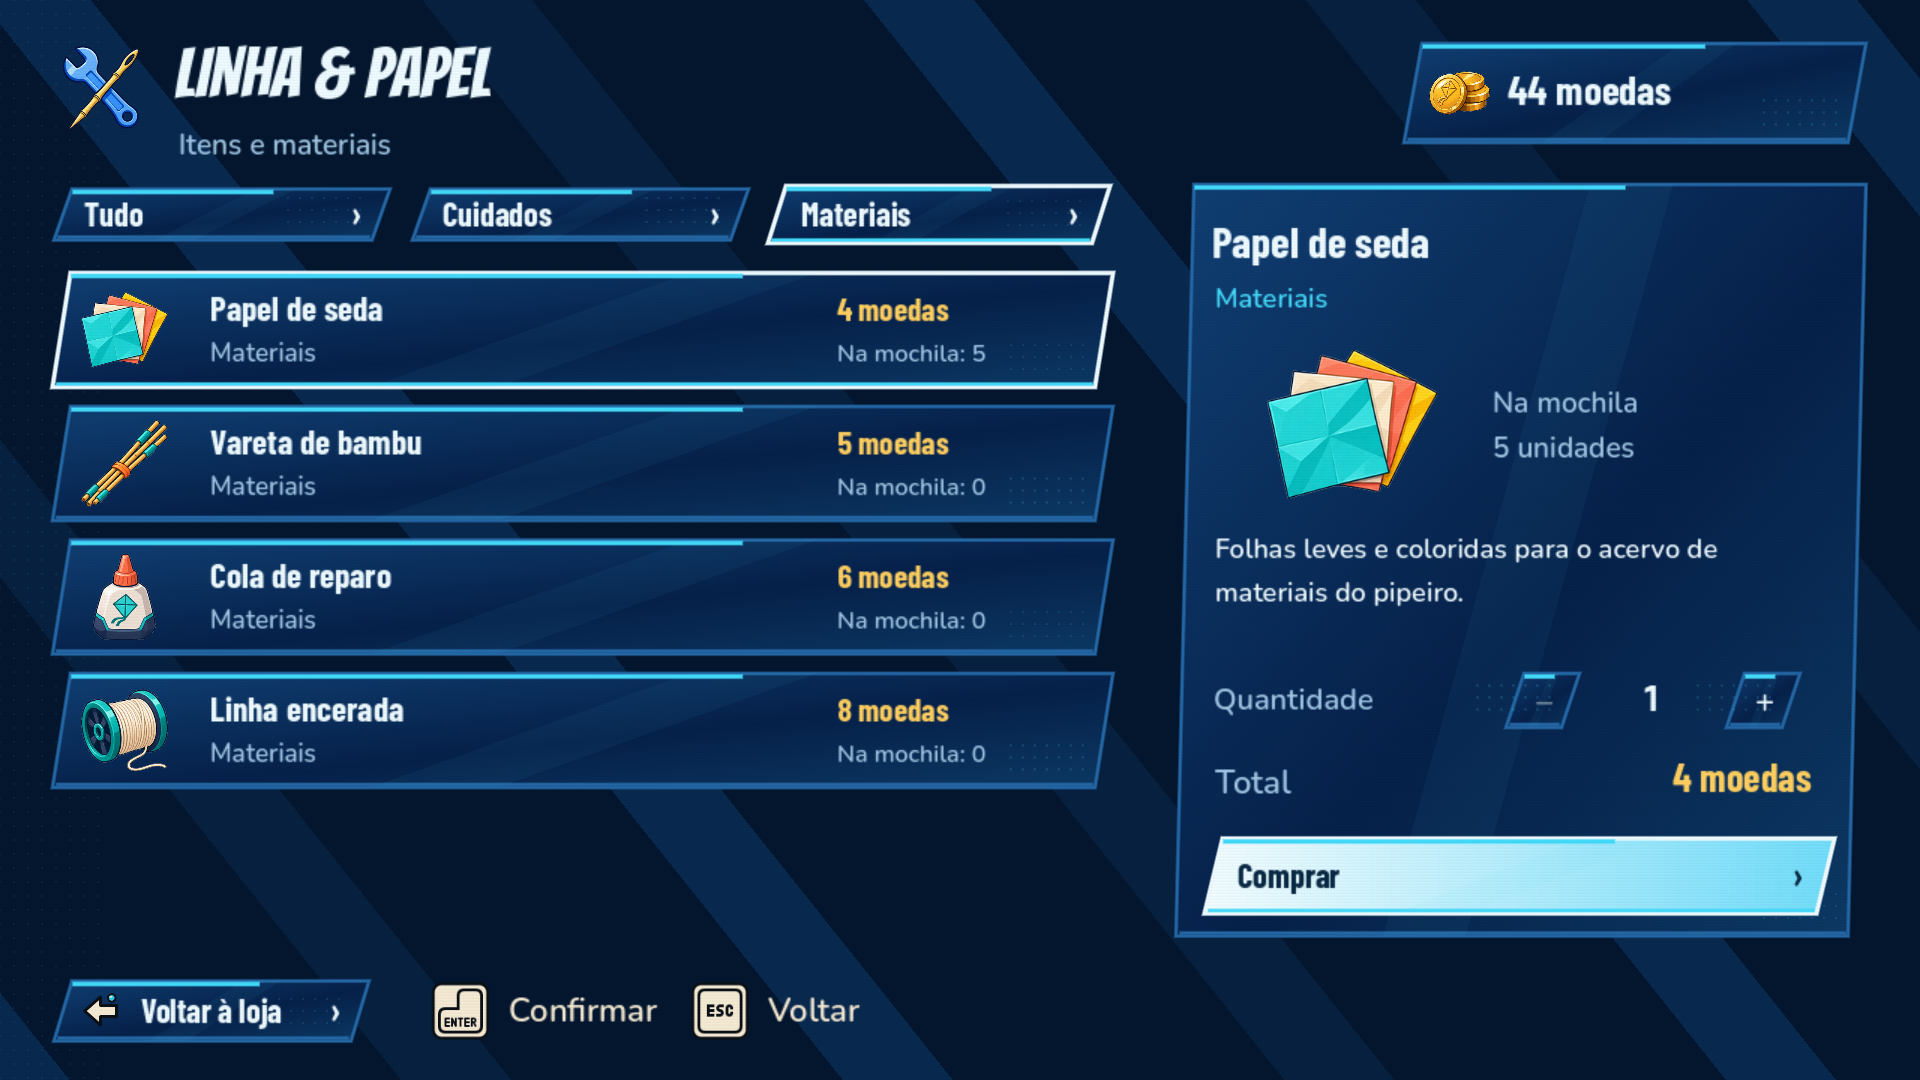 LINHA & PAPEL
Itens e materiais
44 moedas
Tudo
Cuidados
Materiais
Papel de seda
Materiais
4 moedas
Na mochila: 5
Vareta de bambu
Materiais
5 moedas
Na mochila: 0
Cola de reparo
Materiais
6 moedas
Na mochila: 0
Linha encerada
Materiais
8 moedas
Na mochila: 0
Papel de seda
Materiais
Na mochila
5 unidades
Folhas leves e coloridas para o acervo de
materiais do pipeiro.
Quantidade
– 1 +
Total
4 moedas
Comprar
Voltar à loja
ENTER
Confirmar
ESC
Voltar